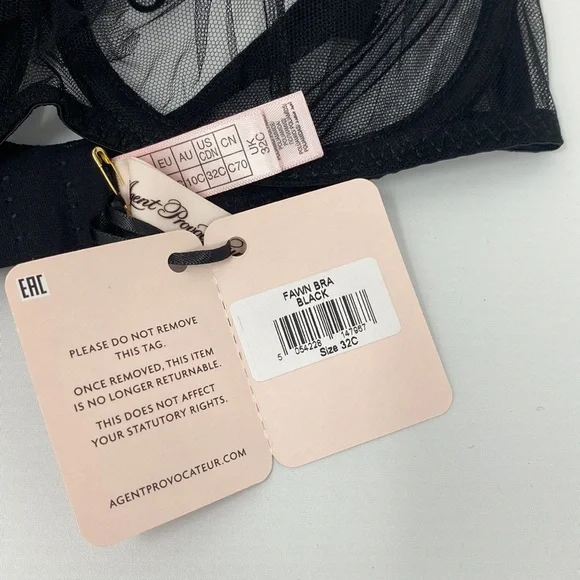 EU AU US CDN CN
10C 32C C70
UK
32C
Agent Provo
EAC
PLEASE DO NOT REMOVE
THIS TAG.
ONCE REMOVED, THIS ITEM
IS NO LONGER RETURNABLE.
THIS DOES NOT AFFECT
YOUR STATUTORY RIGHTS.
AGENTPROVOCATEUR.COM
FAWN BRA
BLACK
5 054228 147967
Size 32C